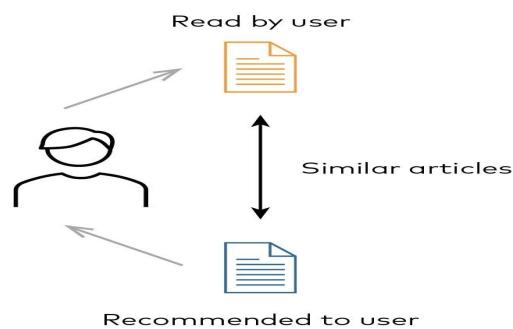 Read by user
Similar articles
Recommended to user